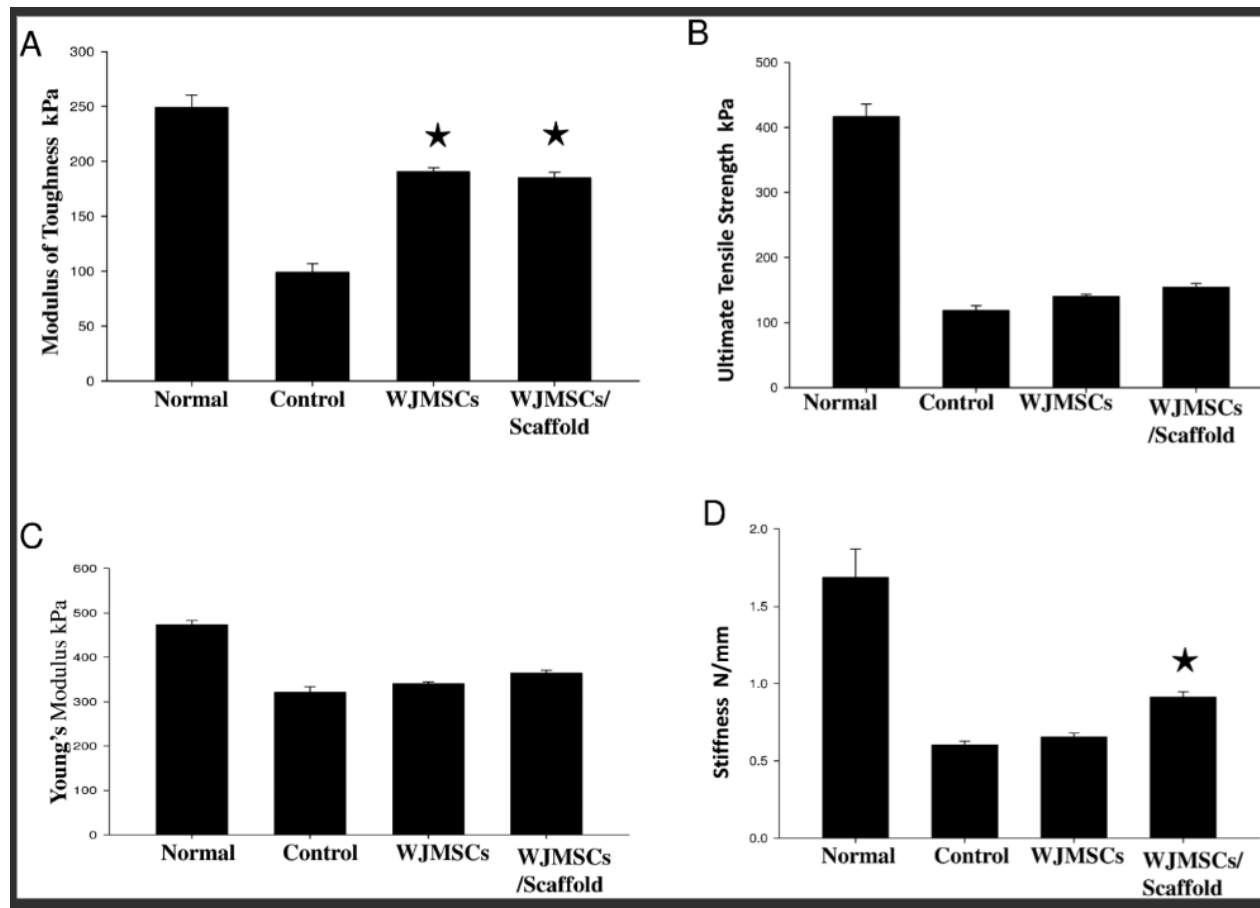 A
Modulus of Toughness kPa
300
250
200
150
100
50
0
Normal
Control
WJMSCs
WJMSCs/
Scaffold
B
Ultimate Tensile Strength kPa
500
400
300
200
100
0
Normal
Control
WJMSCs
WJMSCs
/Scaffold
C
Young's Modulus kPa
600
500
400
300
200
100
0
Normal
Control
WJMSCs
WJMSCs
/Scaffold
D
Stiffness N/mm
2.0
1.5
1.0
0.5
0.0
Normal
Control
WJMSCs
WJMSCs/
Scaffold